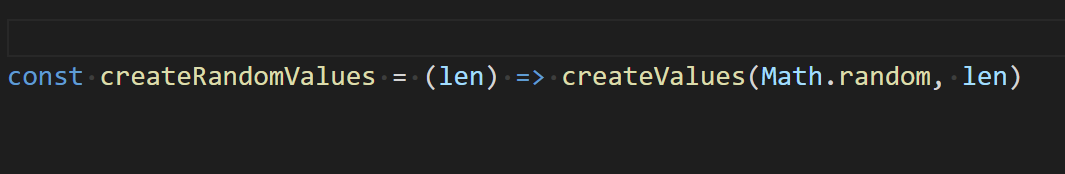 const createRandomValues = (len) => createValues(Math.random, len)